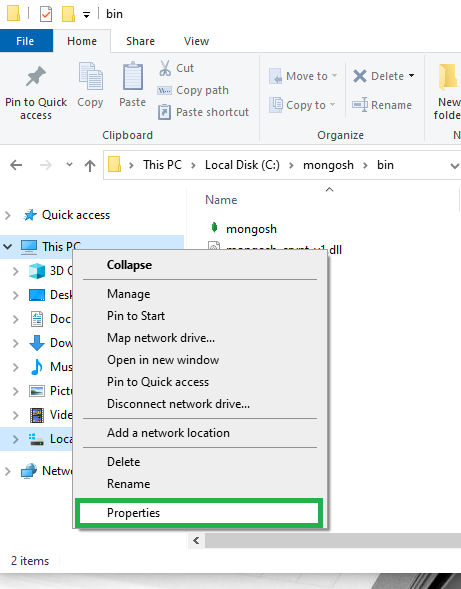 bin
File Home Share View
Pin to Quick access
Copy
Paste
Cut
Copy path
Paste shortcut
Clipboard
Move to
Copy to
Delete
Rename
Organize
New
folde
N
This PC > Local Disk (C:) > mongosh > bin
Name
Quick access
mongosh
This PC
mongosh_crypt_v1.dll
Collapse
3D O
Manage
Desk
Pin to Start
Doc
Map network drive...
Dow
Open in new window
Mus
Pin to Quick access
Pictu
Disconnect network drive...
Vide
Add a network location
Loca
Delete
Netwo
Rename
Properties
2 items